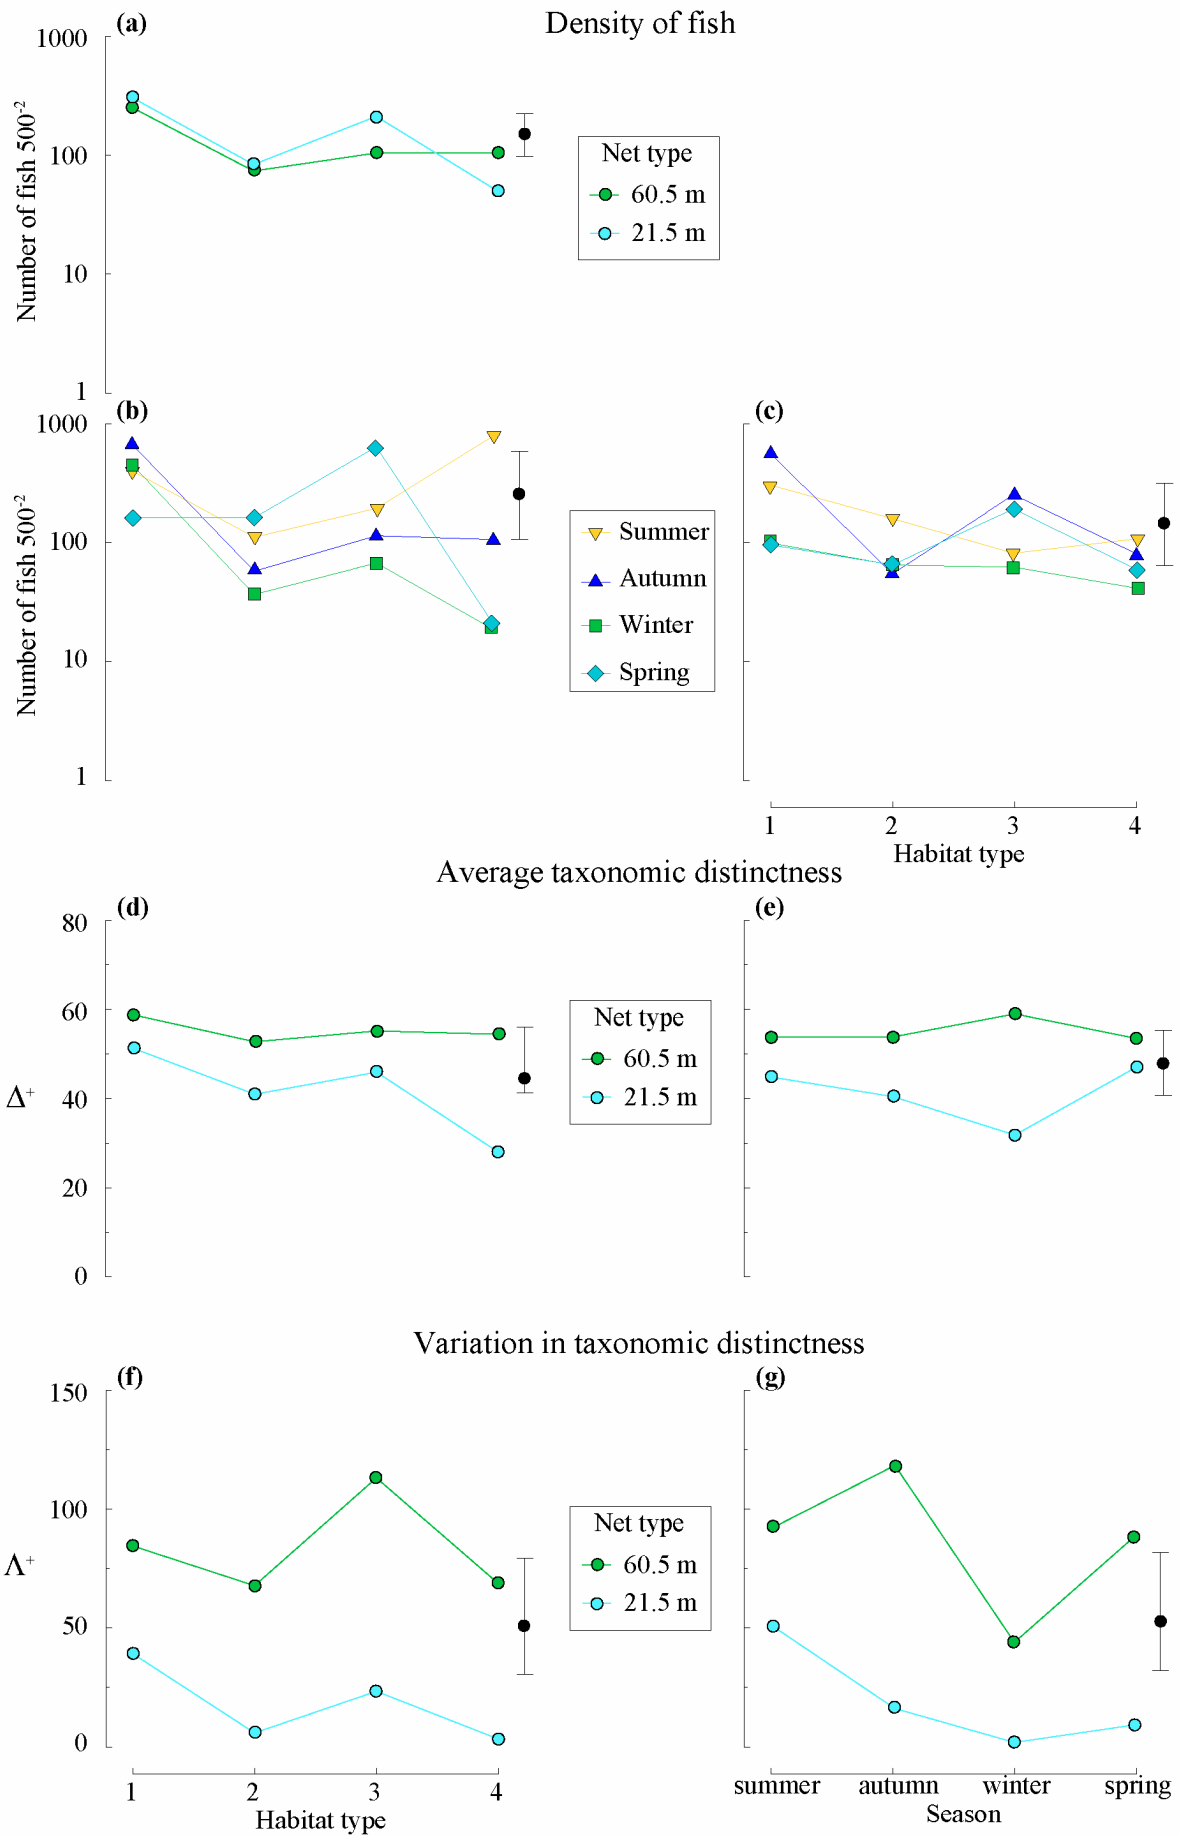 (a)
Density of fish
1000
100
10
1
Number of fish 500⁻²
Net type
60.5 m
21.5 m
(b)
1000
100
10
1
Number of fish 500⁻²
Summer
Autumn
Winter
Spring
(c)
1 2 3 4
Habitat type
Average taxonomic distinctness
(d)
80
60
40
20
0
Δ⁺
Net type
60.5 m
21.5 m
(e)
Variation in taxonomic distinctness
(f)
150
100
50
0
Λ⁺
1 2 3 4
Habitat type
Net type
60.5 m
21.5 m
(g)
summer autumn winter spring
Season